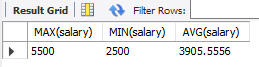 Result Grid Filter Rows:
MAX(salary) MIN(salary) AVG(salary)
5500 2500 3905.5556